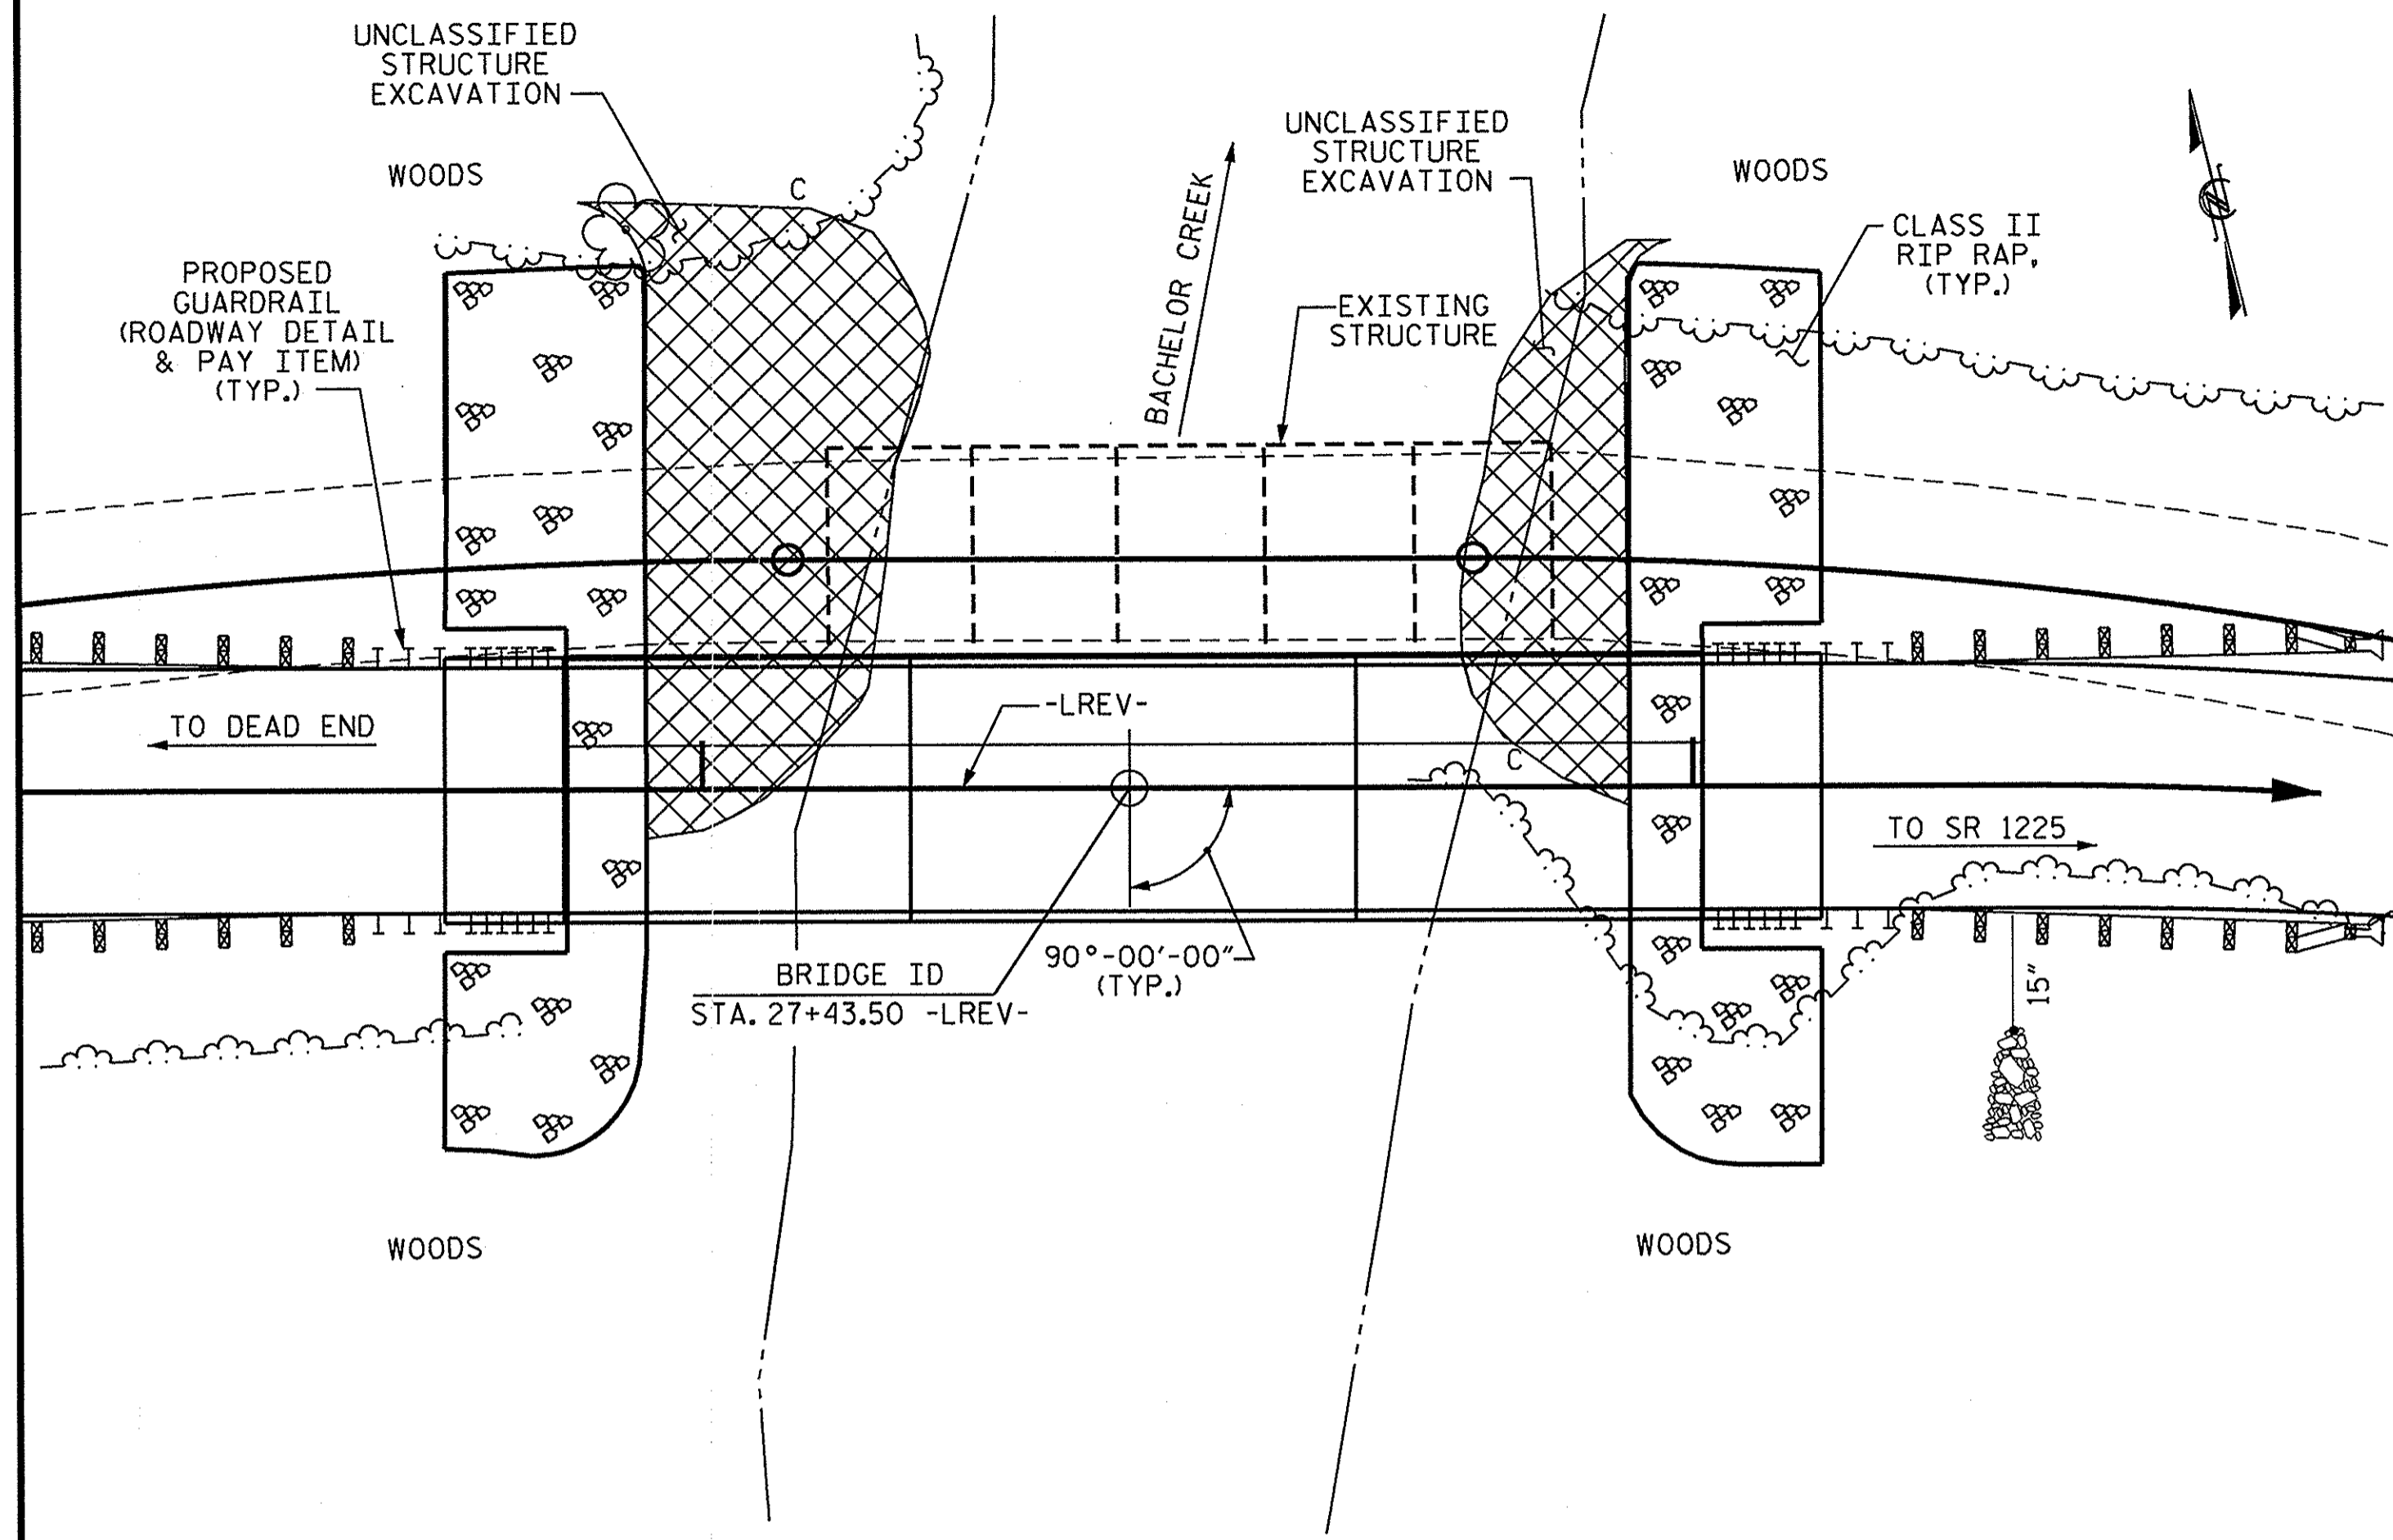 UNCLASSIFIED
STRUCTURE
EXCAVATION
WOODS
C
PROPOSED
GUARDRAIL
(ROADWAY DETAIL
& PAY ITEM)
(TYP.)
BACHELOR CREEK
UNCLASSIFIED
STRUCTURE
EXCAVATION
WOODS
CLASS II
RIP RAP,
(TYP.)
N
EXISTING
STRUCTURE
TO DEAD END
-LREV-
C
TO SR 1225
BRIDGE ID
STA. 27+43.50 -LREV-
90°-00'-00"
(TYP.)
15"
WOODS
WOODS